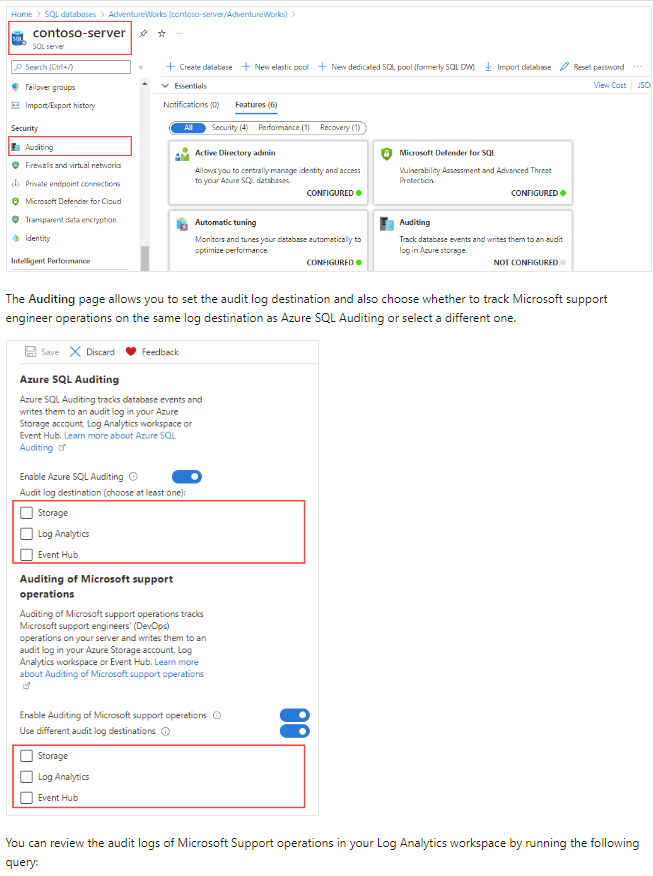 Home > SQL databases > AdventureWorks (contoso-server/AdventureWorks) >
SQL
contoso-server
SQL server
Search (Ctrl+/)
«
Failover groups
Import/Export history
Security
Auditing
Firewalls and virtual networks
Private endpoint connections
Microsoft Defender for Cloud
Transparent data encryption
Identity
Intelligent Performance
+ Create database + New elastic pool + New dedicated SQL pool (formerly SQL DW) Import database Reset password ...
Essentials
View Cost JSO
Notifications (0) Features (6)
All Security (4) Performance (1) Recovery (1)
Active Directory admin
Allows you to centrally manage identity and access
to your Azure SQL databases.
CONFIGURED
Microsoft Defender for SQL
Vulnerability Assessment and Advanced Threat
Protection.
CONFIGURED
Automatic tuning
Monitors and tunes your database automatically to
optimize performance.
CONFIGURED
Auditing
Track database events and writes them to an audit
log in Azure storage.
NOT CONFIGURED
The Auditing page allows you to set the audit log destination and also choose whether to track Microsoft support
engineer operations on the same log destination as Azure SQL Auditing or select a different one.
Save Discard Feedback
Azure SQL Auditing
Azure SQL Auditing tracks database events and
writes them to an audit log in your Azure
Storage account, Log Analytics workspace or
Event Hub. Learn more about Azure SQL
Auditing
Enable Azure SQL Auditing
Audit log destination (choose at least one):
Storage
Log Analytics
Event Hub
Auditing of Microsoft support
operations
Auditing of Microsoft support operations tracks
Microsoft support engineers' (DevOps)
operations on your server and writes them to an
audit log in your Azure Storage account, Log
Analytics workspace or Event Hub. Learn more
about Auditing of Microsoft support operations
Enable Auditing of Microsoft support operations
Use different audit log destinations
Storage
Log Analytics
Event Hub
You can review the audit logs of Microsoft Support operations in your Log Analytics workspace by running the following
query: